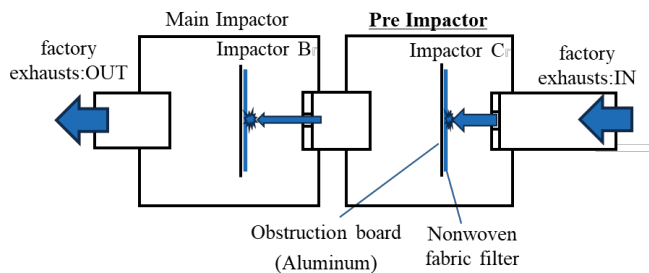 Main Impactor
Pre Impactor
factory
exhausts:OUT
Impactor B
Impactor C
factory
exhausts:IN
Obstruction board
(Aluminum)
Nonwoven
fabric filter